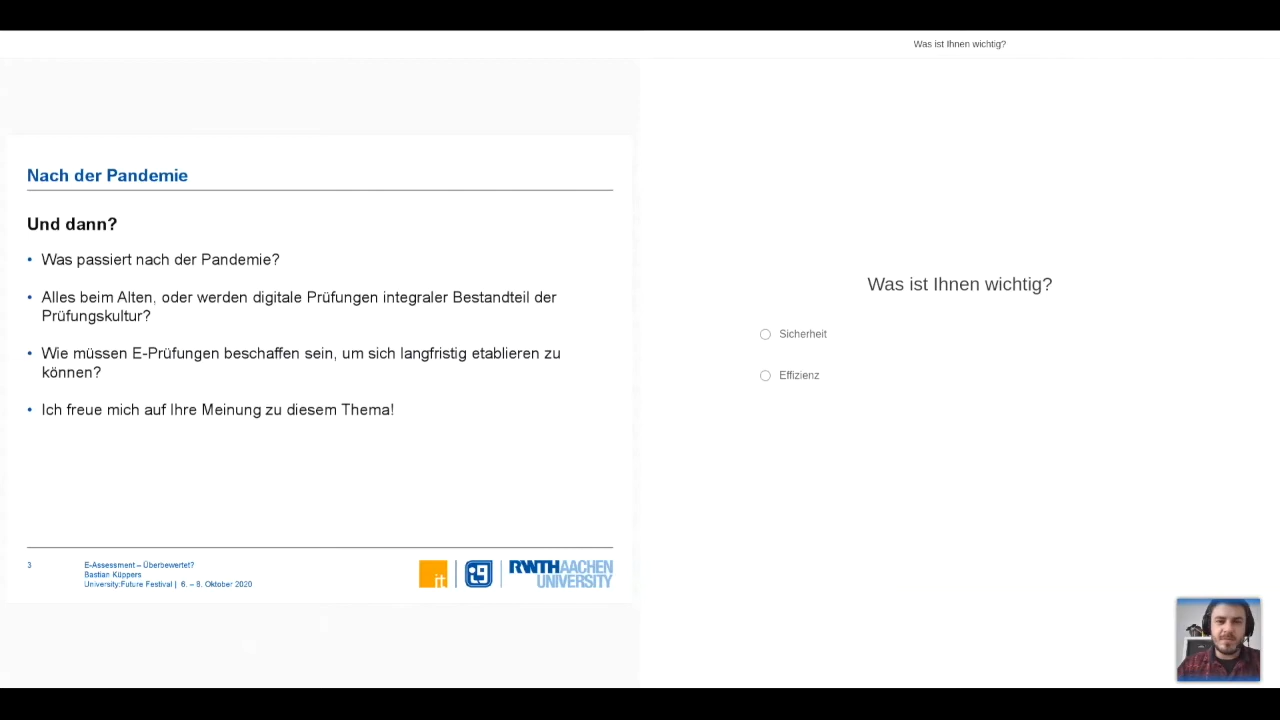 Was ist Ihnen wichtig?
Nach der Pandemie
Und dann?
• Was passiert nach der Pandemie?
• Alles beim Alten, oder werden digitale Prüfungen integraler Bestandteil der
Prüfungskultur?
• Wie müssen E-Prüfungen beschaffen sein, um sich langfristig etablieren zu
können?
• Ich freue mich auf Ihre Meinung zu diesem Thema!
3
E-Assessment – Überbewertet?
Bastian Küppers
University:Future Festival | 6. – 8. Oktober 2020
it
RWTHAACHEN
UNIVERSITY
Was ist Ihnen wichtig?
Sicherheit
Effizienz